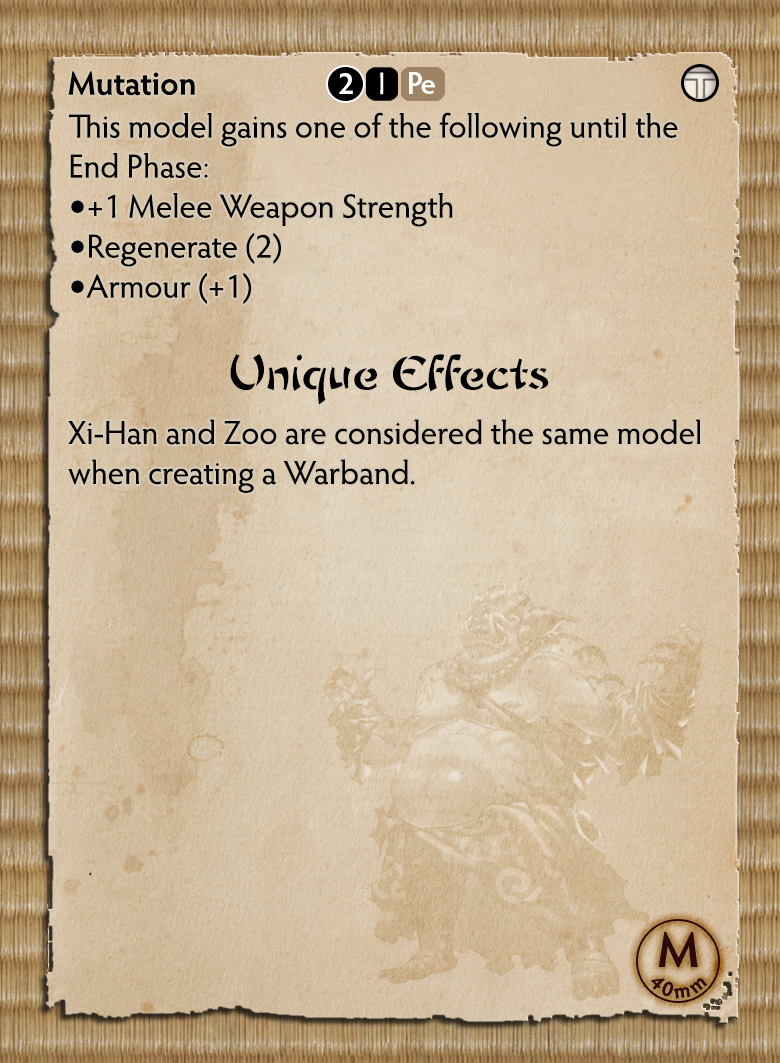 Mutation 2 I Pe
This model gains one of the following until the
End Phase:
•+1 Melee Weapon Strength
•Regenerate (2)
•Armour (+1)
Unique Effects
Xi-Han and Zoo are considered the same model
when creating a Warband.
M
40mm